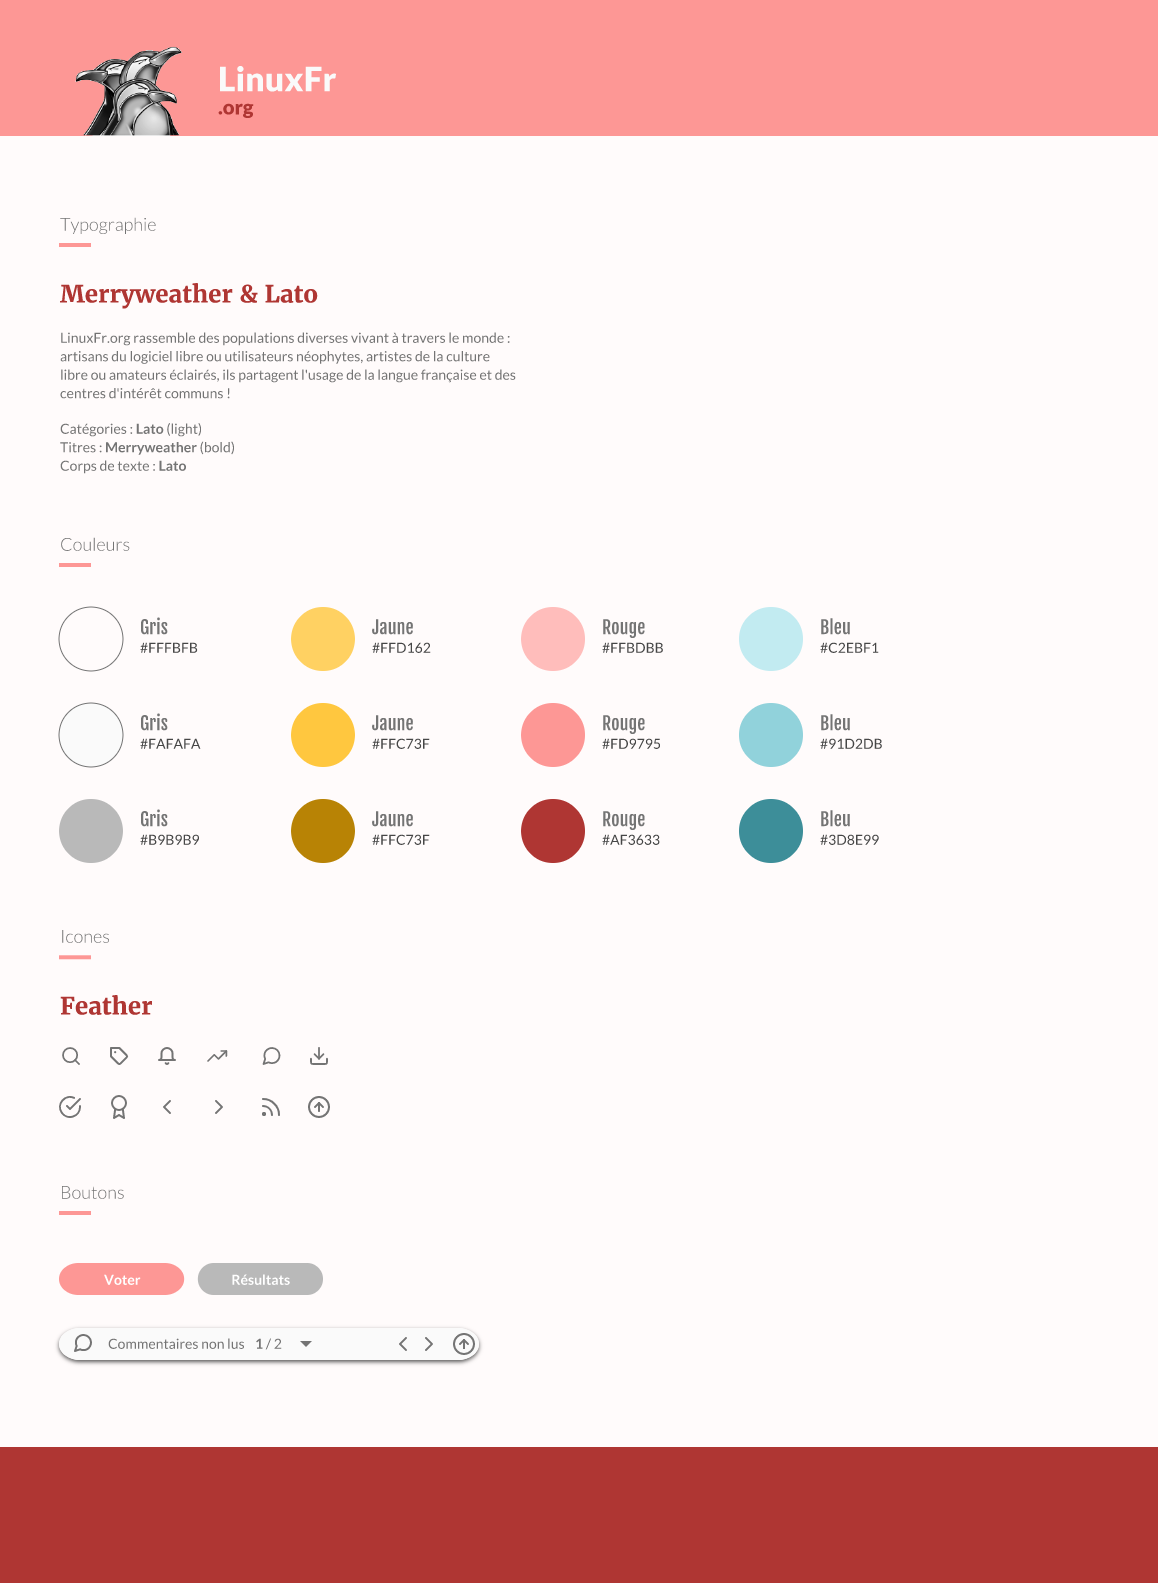 LinuxFr
.org
Typographie
Merryweather & Lato
LinuxFr.org rassemble des populations diverses vivant à travers le monde :
artisans du logiciel libre ou utilisateurs néophytes, artistes de la culture
libre ou amateurs éclairés, ils partagent l'usage de la langue française et des
centres d'intérêt communs !
Catégories : Lato (light)
Titres : Merryweather (bold)
Corps de texte : Lato
Couleurs
Gris
#FFFBFB
Jaune
#FFD162
Rouge
#FFBDBB
Bleu
#C2EBF1
Gris
#FAFAFA
Jaune
#FFC73F
Rouge
#FD9795
Bleu
#91D2DB
Gris
#B9B9B9
Jaune
#FFC73F
Rouge
#AF3633
Bleu
#3D8E99
Icones
Feather
Boutons
Voter
Résultats
Commentaires non lus 1 / 2